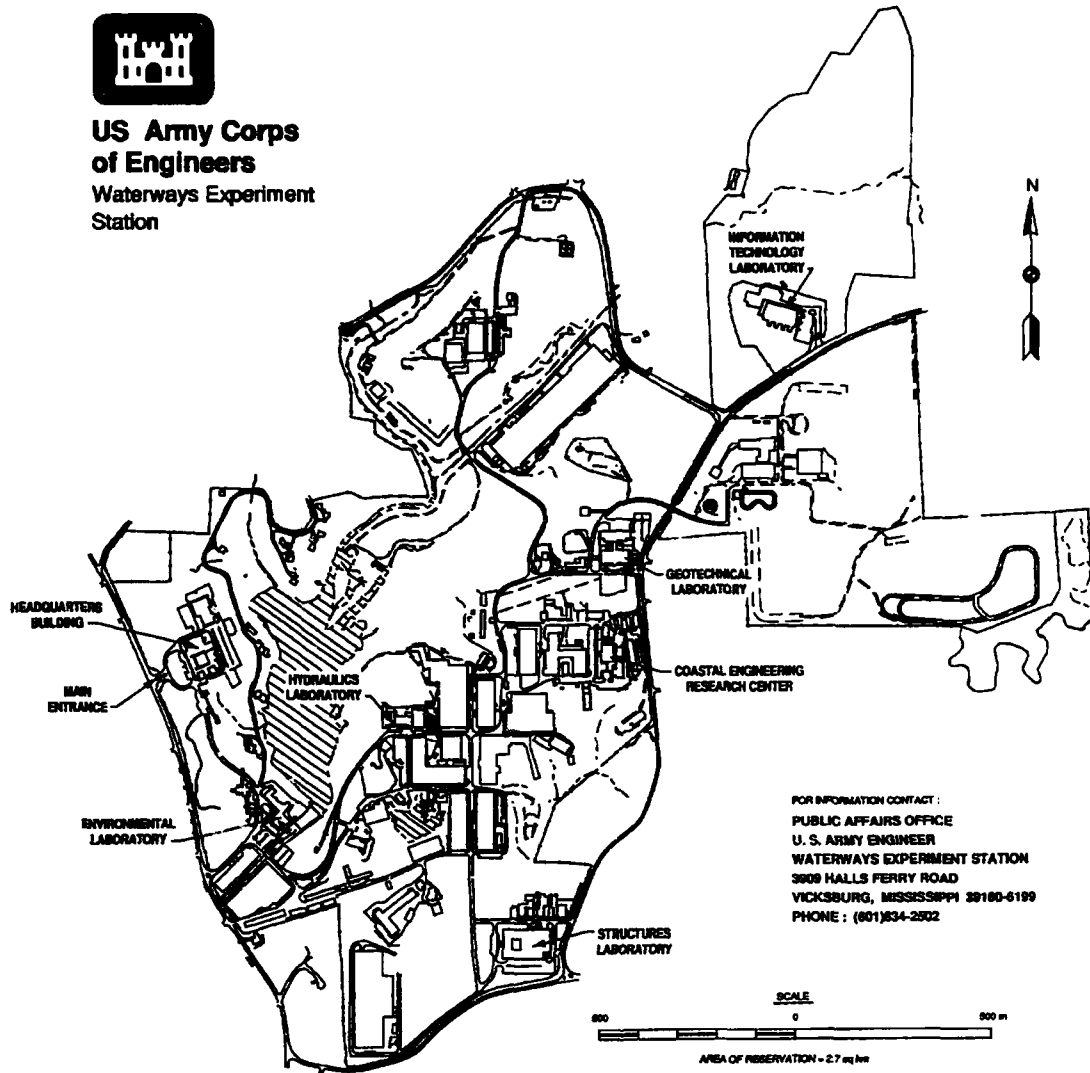 US Army Corps
of Engineers
Waterways Experiment
Station
N
INFORMATION
TECHNOLOGY
LABORATORY
GEOTECHNICAL
LABORATORY
HEADQUARTERS
BUILDING
MAIN
ENTRANCE
HYDRAULICS
LABORATORY
COASTAL ENGINEERING
RESEARCH CENTER
ENVIRONMENTAL
LABORATORY
STRUCTURES
LABORATORY
FOR INFORMATION CONTACT :
PUBLIC AFFAIRS OFFICE
U. S. ARMY ENGINEER
WATERWAYS EXPERIMENT STATION
3909 HALLS FERRY ROAD
VICKSBURG, MISSISSIPPI 39180-6199
PHONE : (601)634-2502
SCALE
500 0 500 m
AREA OF RESERVATION = 2.7 sq km